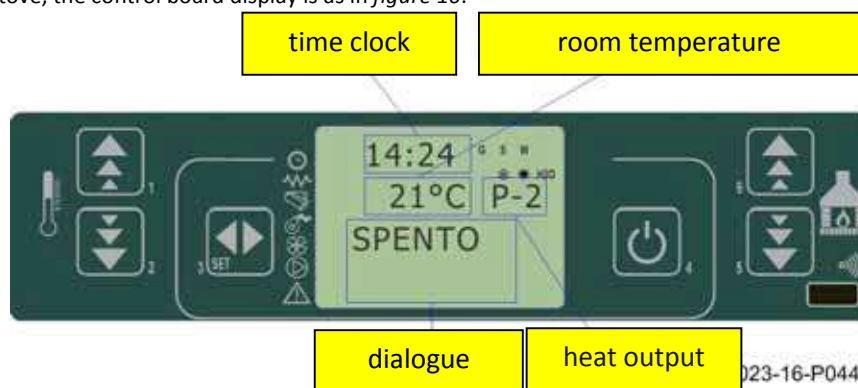 tove, the control board display is as in figure 16.
time clock
room temperature
14:24 G S M
21°C P-2
SPENTO
1
2
3 SET
4
5
6
dialogue
heat output
023-16-P044